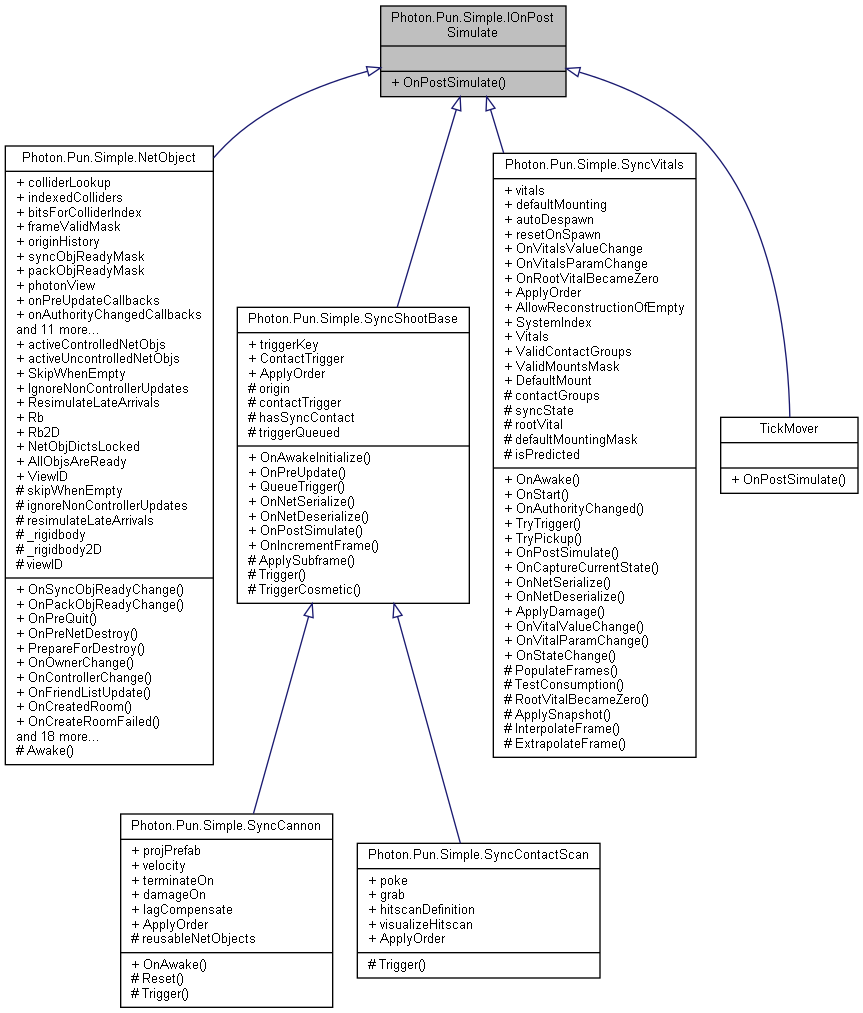 Photon.Pun.Simple.IOnPost
Simulate
+ OnPostSimulate()
Photon.Pun.Simple.NetObject
+ colliderLookup
+ indexedColliders
+ bitsForColliderIndex
+ frameValidMask
+ originHistory
+ syncObjReadyMask
+ packObjReadyMask
+ photonView
+ onPreUpdateCallbacks
+ onAuthorityChangedCallbacks
and 11 more...
+ activeControlledNetObjs
+ activeUncontrolledNetObjs
+ SkipWhenEmpty
+ IgnoreNonControllerUpdates
+ ResimulateLateArrivals
+ Rb
+ Rb2D
+ NetObjDictsLocked
+ AllObjsAreReady
+ ViewID
# skipWhenEmpty
# ignoreNonControllerUpdates
# resimulateLateArrivals
# _rigidbody
# _rigidbody2D
# viewID
+ OnSyncObjReadyChange()
+ OnPackObjReadyChange()
+ OnPreQuit()
+ OnPreNetDestroy()
+ PrepareForDestroy()
+ OnOwnerChange()
+ OnControllerChange()
+ OnFriendListUpdate()
+ OnCreatedRoom()
+ OnCreateRoomFailed()
and 18 more...
# Awake()
Photon.Pun.Simple.SyncShootBase
+ triggerKey
+ ContactTrigger
+ ApplyOrder
# origin
# contactTrigger
# hasSyncContact
# triggerQueued
+ OnAwakeInitialize()
+ OnPreUpdate()
+ QueueTrigger()
+ OnNetSerialize()
+ OnNetDeserialize()
+ OnPostSimulate()
+ OnIncrementFrame()
# ApplySubframe()
# Trigger()
# TriggerCosmetic()
Photon.Pun.Simple.SyncVitals
+ vitals
+ defaultMounting
+ autoDespawn
+ resetOnSpawn
+ OnVitalsValueChange
+ OnVitalsParamChange
+ OnRootVitalBecameZero
+ ApplyOrder
+ AllowReconstructionOfEmpty
+ SystemIndex
+ Vitals
+ ValidContactGroups
+ ValidMountsMask
+ DefaultMount
# contactGroups
# syncState
# rootVital
# defaultMountingMask
# isPredicted
+ OnAwake()
+ OnStart()
+ OnAuthorityChanged()
+ TryTrigger()
+ TryPickup()
+ OnPostSimulate()
+ OnCaptureCurrentState()
+ OnNetSerialize()
+ OnNetDeserialize()
+ ApplyDamage()
+ OnVitalValueChange()
+ OnVitalParamChange()
+ OnStateChange()
# PopulateFrames()
# TestConsumption()
# RootVitalBecameZero()
# ApplySnapshot()
# InterpolateFrame()
# ExtrapolateFrame()
TickMover
+ OnPostSimulate()
Photon.Pun.Simple.SyncCannon
+ projPrefab
+ velocity
+ terminateOn
+ damageOn
+ lagCompensate
+ ApplyOrder
# reusableNetObjects
+ OnAwake()
# Reset()
# Trigger()
Photon.Pun.Simple.SyncContactScan
+ poke
+ grab
+ hitscanDefinition
+ visualizeHitscan
+ ApplyOrder
# Trigger()